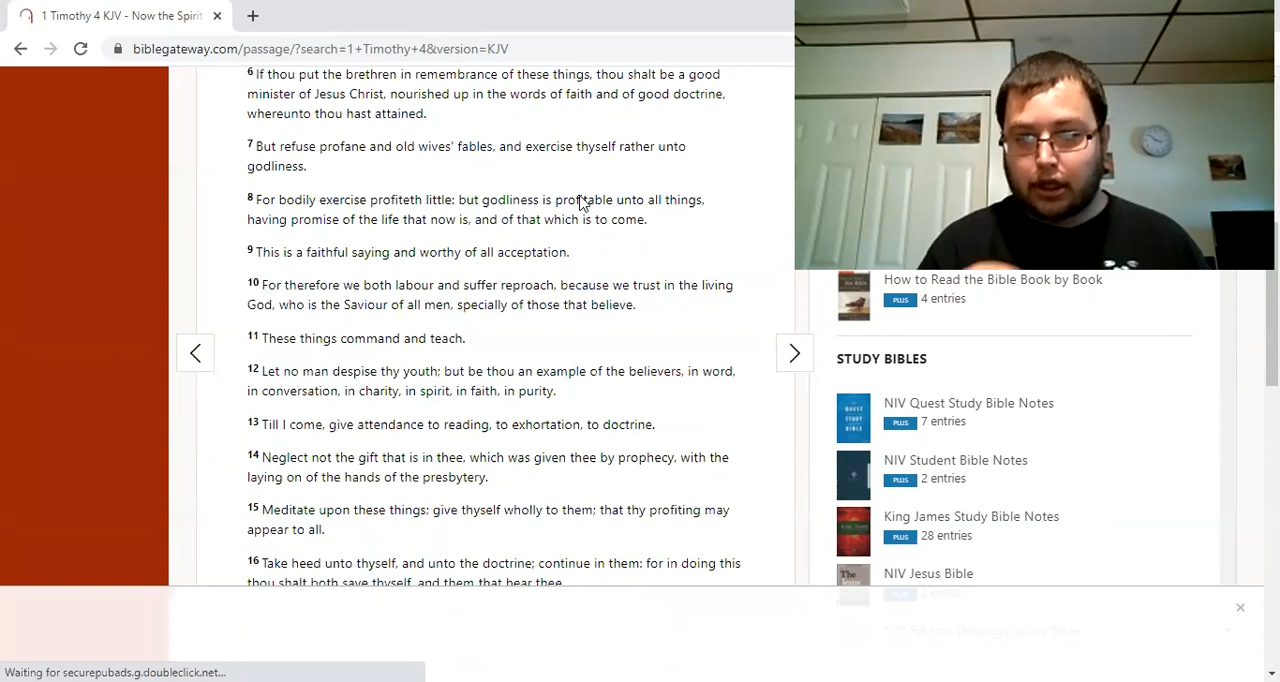 1 Timothy 4 KJV - Now the Spirit
biblegateway.com/passage/?search=1+Timothy+4&version=KJV
6 If thou put the brethren in remembrance of these things, thou shalt be a good
minister of Jesus Christ, nourished up in the words of faith and of good doctrine,
whereunto thou hast attained.
7 But refuse profane and old wives' fables, and exercise thyself rather unto
godliness.
8 For bodily exercise profiteth little: but godliness is profitable unto all things,
having promise of the life that now is, and of that which is to come.
9 This is a faithful saying and worthy of all acceptation.
10 For therefore we both labour and suffer reproach, because we trust in the living
God, who is the Saviour of all men, specially of those that believe.
11 These things command and teach.
12 Let no man despise thy youth; but be thou an example of the believers, in word,
in conversation, in charity, in spirit, in faith, in purity.
13 Till I come, give attendance to reading, to exhortation, to doctrine.
14 Neglect not the gift that is in thee, which was given thee by prophecy, with the
laying on of the hands of the presbytery.
15 Meditate upon these things; give thyself wholly to them; that thy profiting may
appear to all.
16 Take heed unto thyself, and unto the doctrine; continue in them: for in doing this
thou shalt both save thyself, and them that hear thee.
How to Read the Bible Book by Book
PLUS 4 entries
STUDY BIBLES
NIV Quest Study Bible Notes
PLUS 7 entries
NIV Student Bible Notes
PLUS 2 entries
King James Study Bible Notes
PLUS 28 entries
NIV Jesus Bible
PLUS 2 entries
NIV Biblical Theology Study Bible
Waiting for securepubads.g.doubleclick.net...